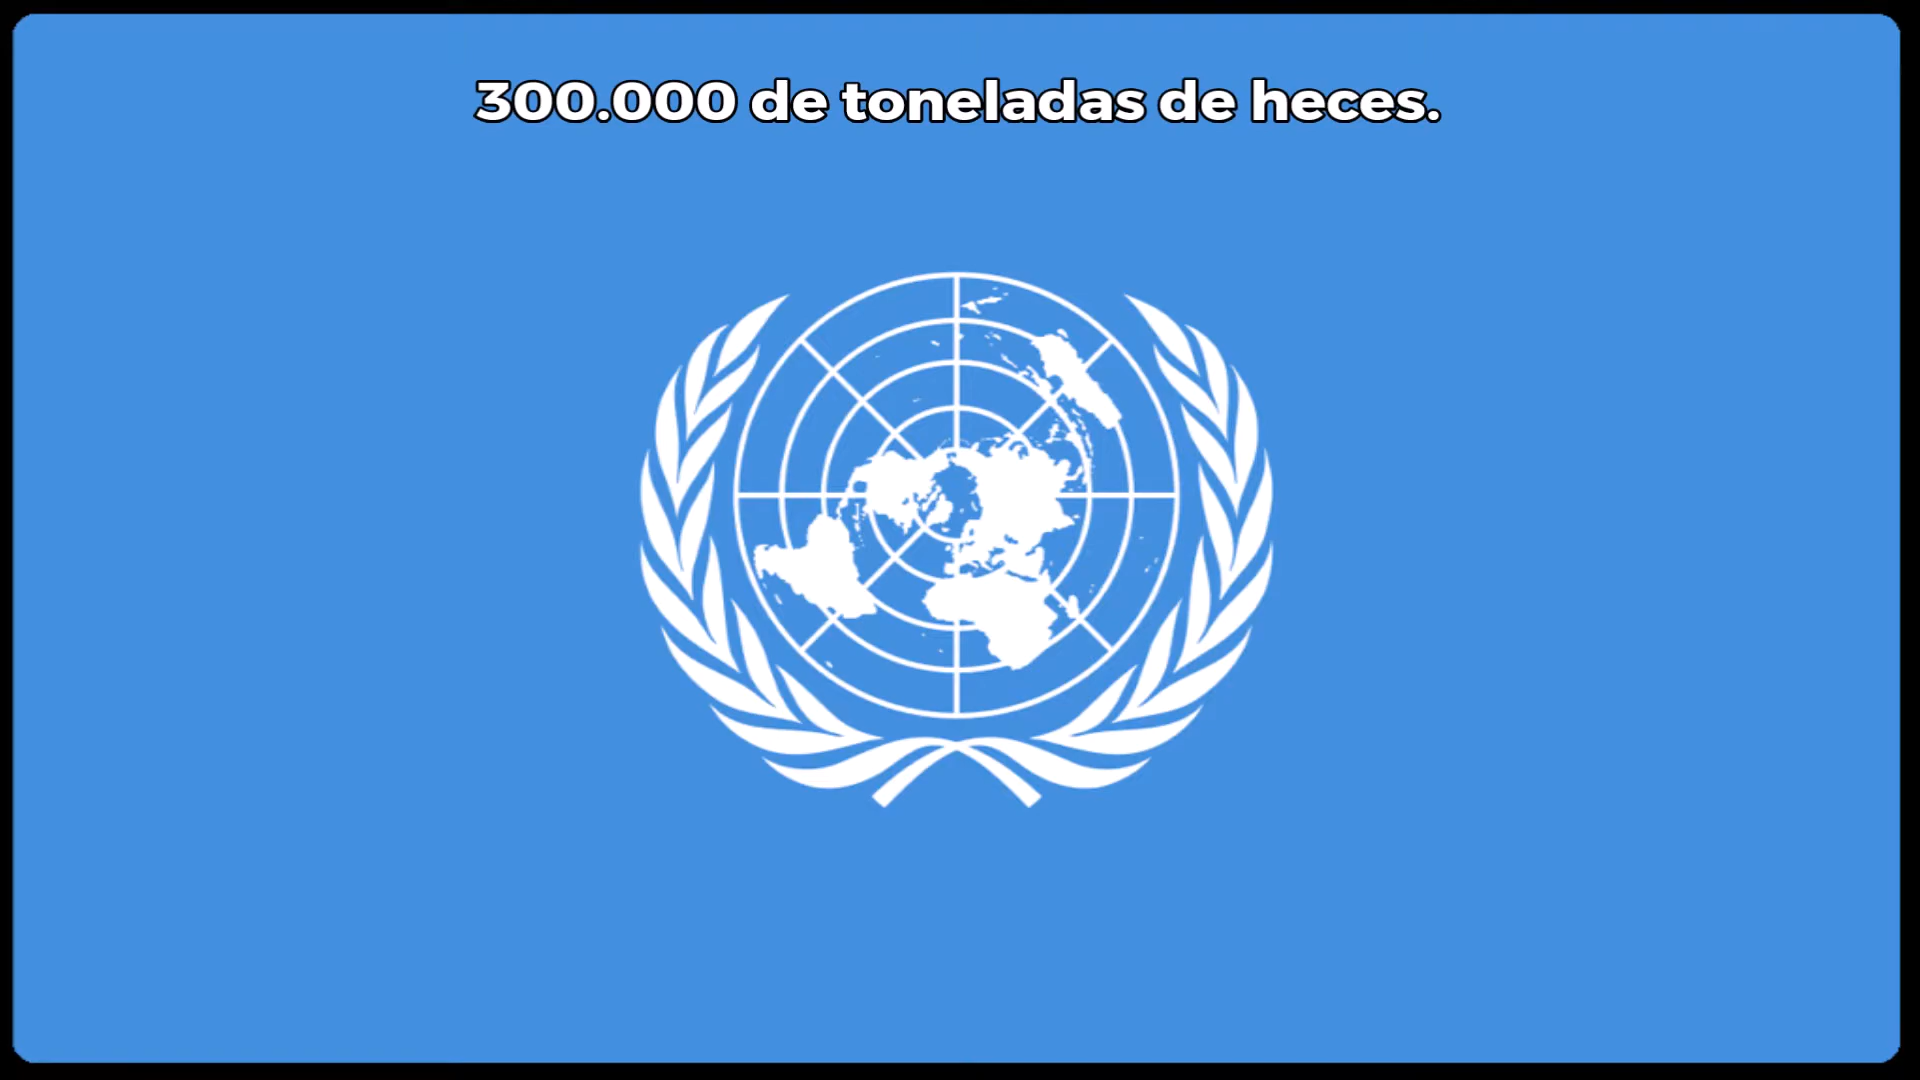 300.000 de toneladas de heces.